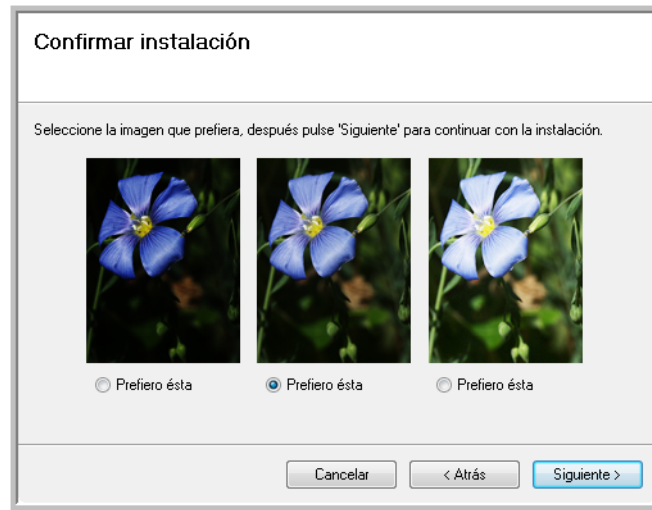 Confirmar instalación
Seleccione la imagen que prefiera, después pulse 'Siguiente' para continuar con la instalación.
Prefiero ésta
Prefiero ésta
Prefiero ésta
Cancelar
< Atrás
Siguiente >